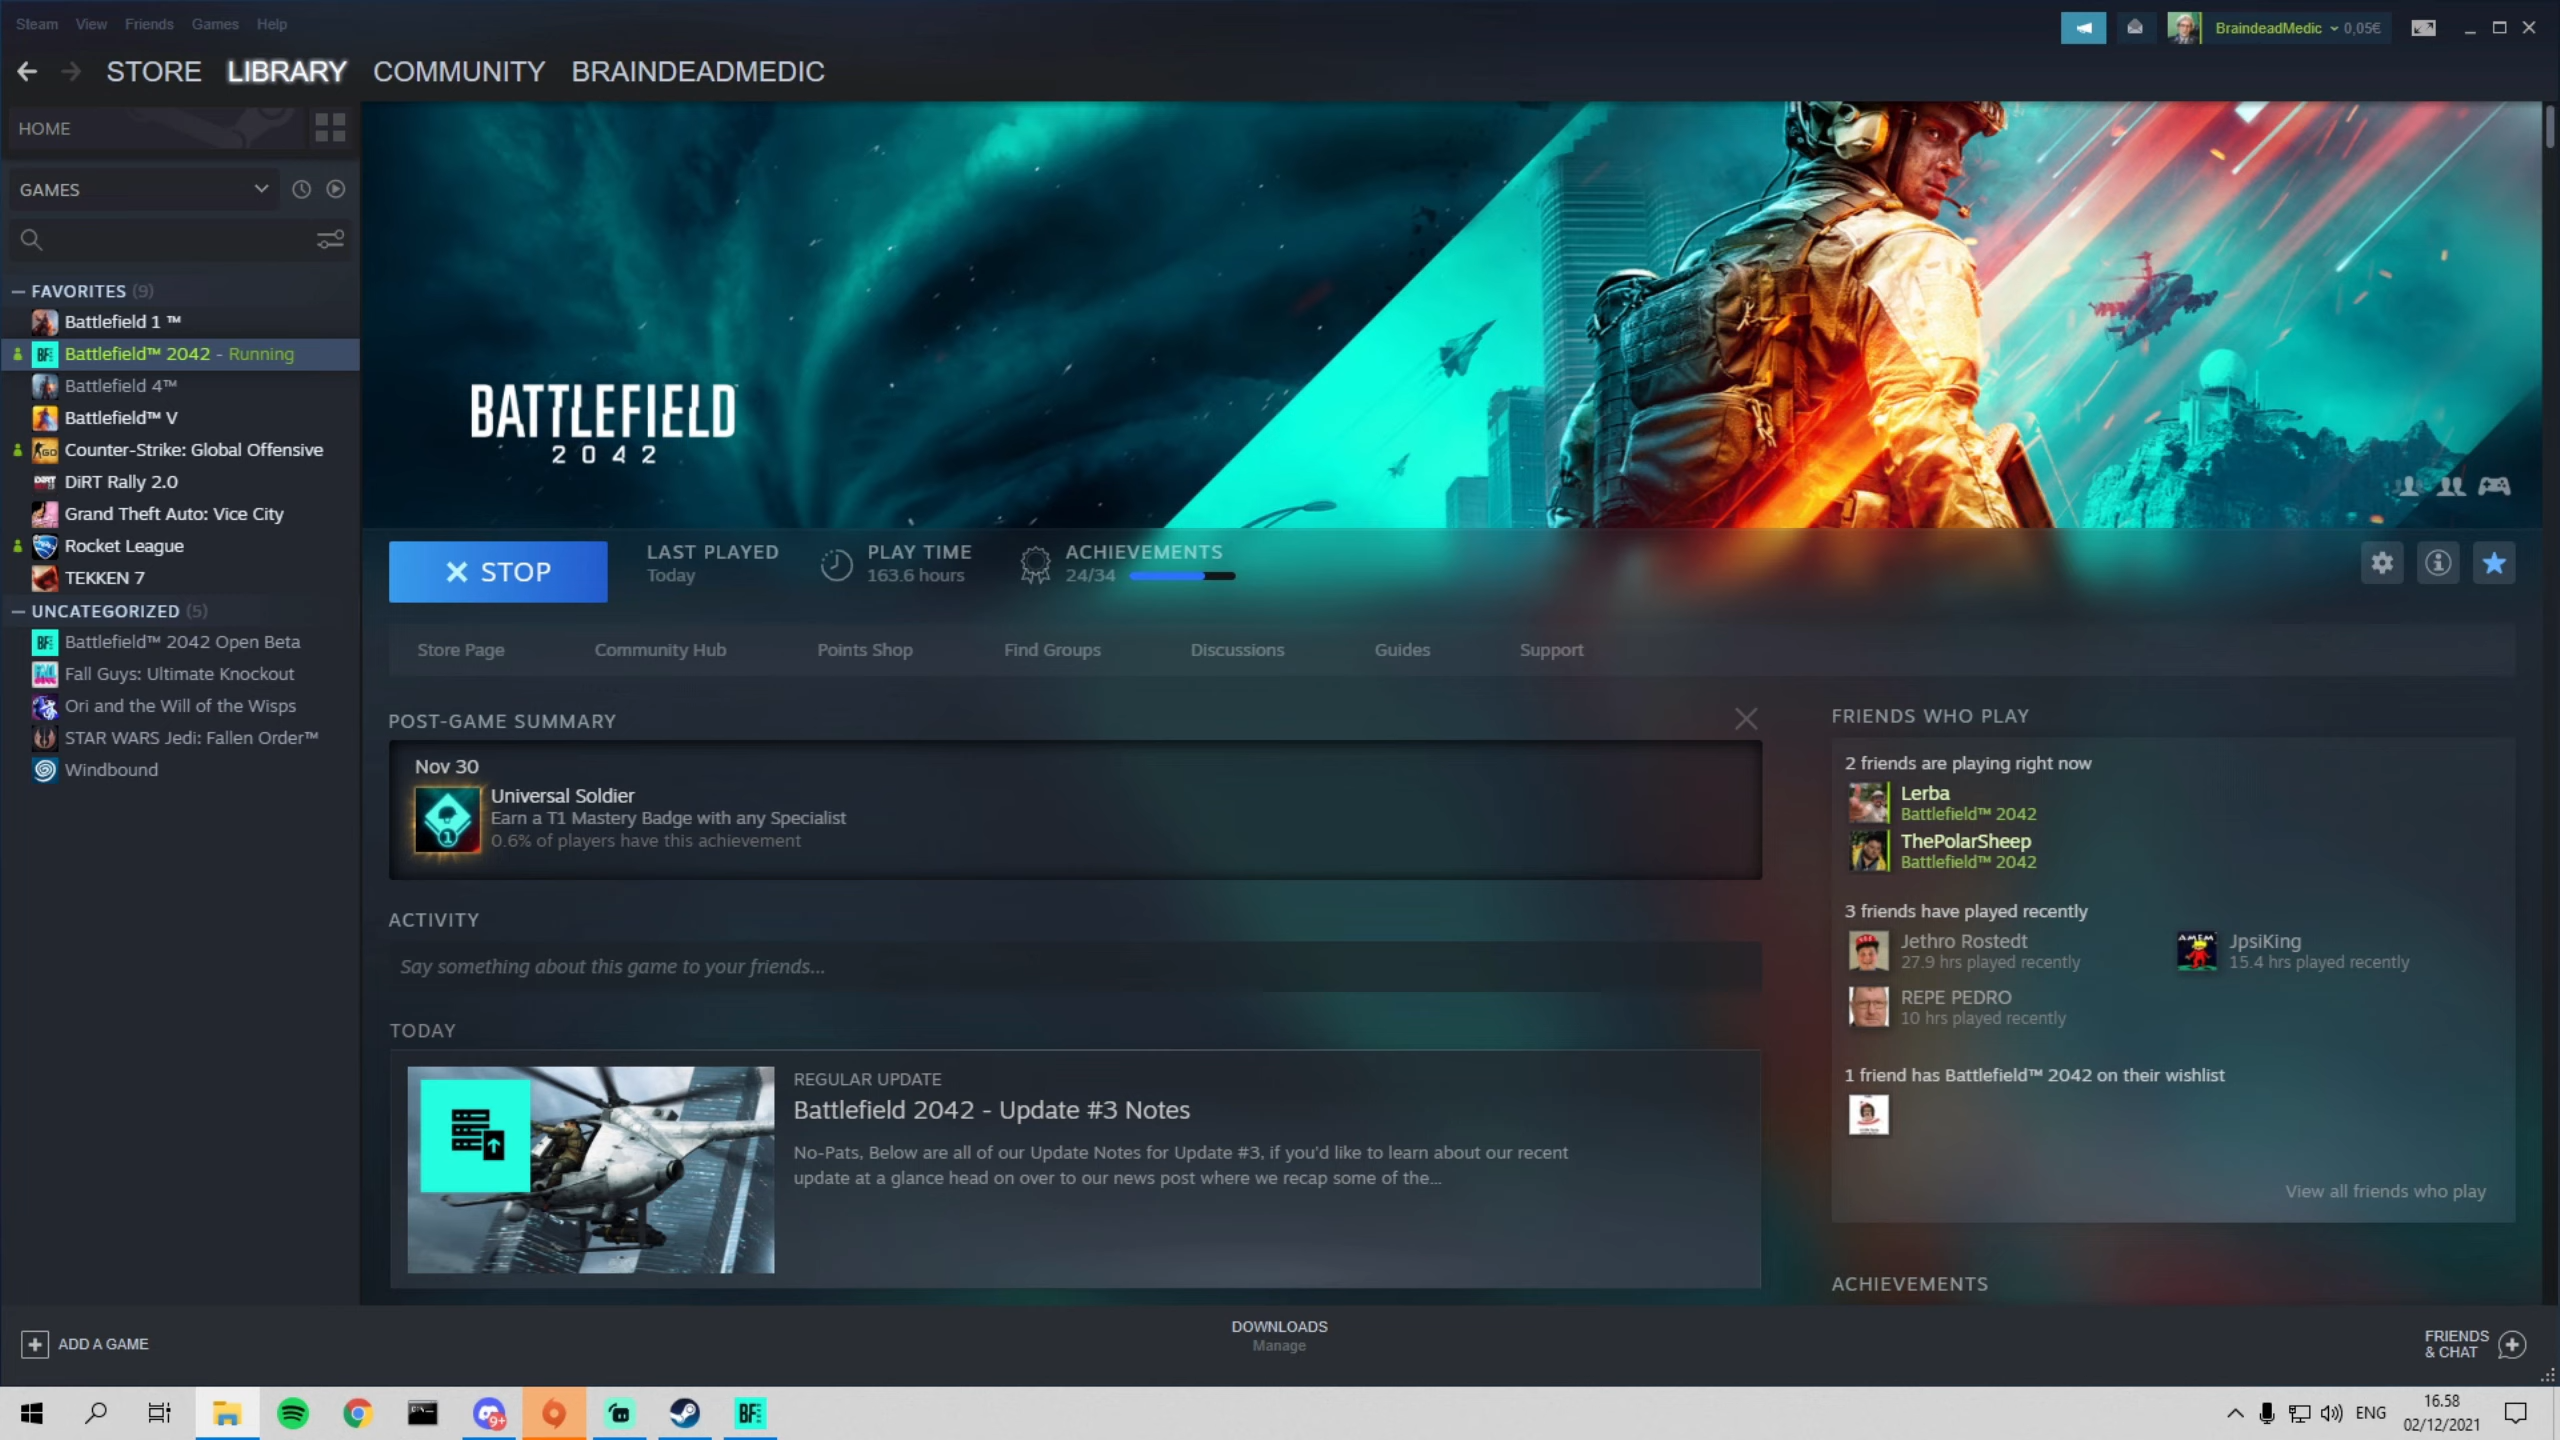 Steam View Friends Games Help
BraindeadMedic 0,05€
STORE LIBRARY COMMUNITY BRAINDEADMEDIC
HOME
GAMES
FAVORITES (9)
Battlefield 1 ™
BF Battlefield™ 2042 - Running
Battlefield 4™
Battlefield™ V
GO Counter-Strike: Global Offensive
DiRT DiRT Rally 2.0
Grand Theft Auto: Vice City
Rocket League
TEKKEN 7
UNCATEGORIZED (5)
BF Battlefield™ 2042 Open Beta
FALL Fall Guys: Ultimate Knockout
Ori and the Will of the Wisps
STAR WARS Jedi: Fallen Order™
Windbound
BATTLEFIELD
2042
STOP
LAST PLAYED
Today
PLAY TIME
163.6 hours
ACHIEVEMENTS
24/34
Store Page Community Hub Points Shop Find Groups Discussions Guides Support
POST-GAME SUMMARY
Nov 30
1
Universal Soldier
Earn a T1 Mastery Badge with any Specialist
0.6% of players have this achievement
ACTIVITY
Say something about this game to your friends...
TODAY
REGULAR UPDATE
Battlefield 2042 - Update #3 Notes
No-Pats, Below are all of our Update Notes for Update #3, if you'd like to learn about our recent
update at a glance head on over to our news post where we recap some of the...
FRIENDS WHO PLAY
2 friends are playing right now
Lerba
Battlefield™ 2042
ThePolarSheep
Battlefield™ 2042
3 friends have played recently
Jethro Rostedt
27.9 hrs played recently
AMEM
JpsiKing
15.4 hrs played recently
REPE PEDRO
10 hrs played recently
1 friend has Battlefield™ 2042 on their wishlist
View all friends who play
ACHIEVEMENTS
ADD A GAME
DOWNLOADS
Manage
FRIENDS
& CHAT
9+
BF
ENG
16.58
02/12/2021